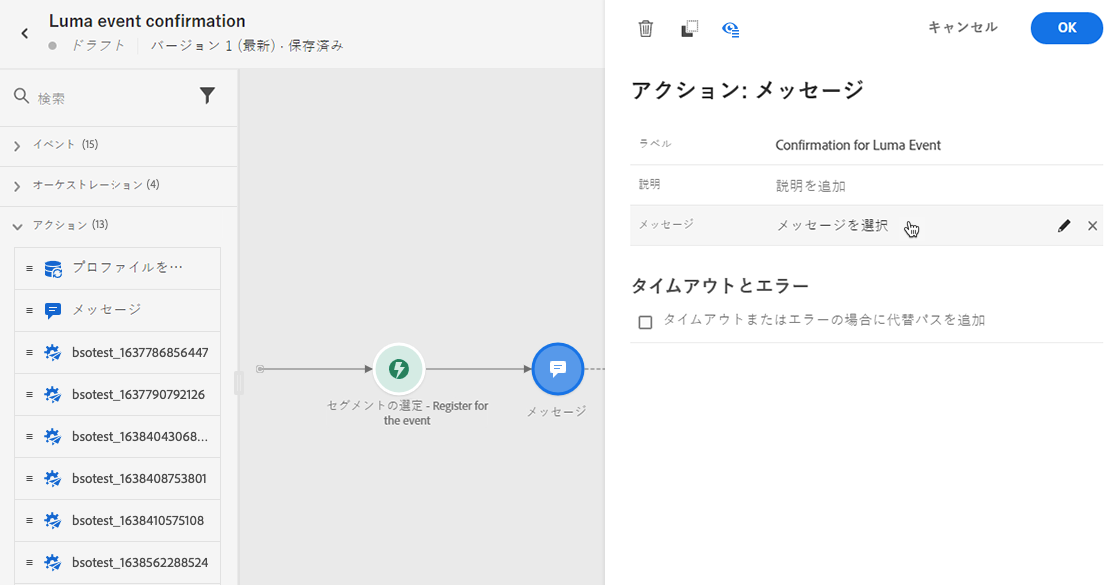 Luma event confirmation
ドラフト バージョン 1 (最新) · 保存済み
検索
イベント (15)
オーケストレーション (4)
アクション (13)
プロファイルを…
メッセージ
bsotest_1637786856447
bsotest_1637790792126
bsotest_16384043068...
bsotest_1638408753801
bsotest_1638410575108
bsotest_1638562288524
セグメントの選定 - Register for
the event
メッセージ
キャンセル
OK
アクション: メッセージ
ラベル Confirmation for Luma Event
説明 説明を追加
メッセージ メッセージを選択
タイムアウトとエラー
タイムアウトまたはエラーの場合に代替パスを追加